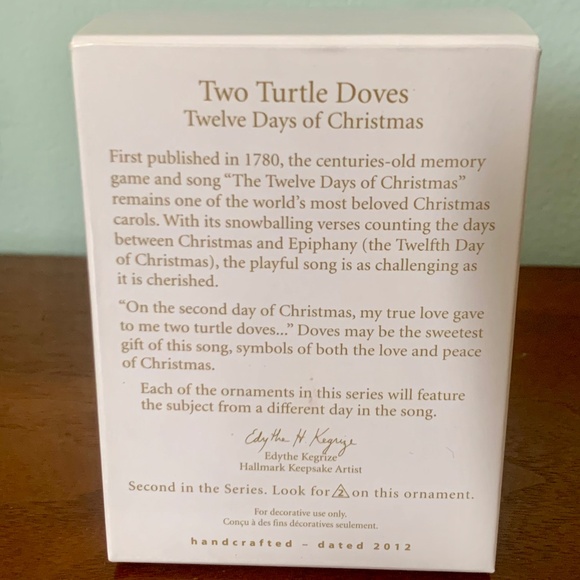 Two Turtle Doves
Twelve Days of Christmas
First published in 1780, the centuries-old memory
game and song “The Twelve Days of Christmas”
remains one of the world’s most beloved Christmas
carols. With its snowballing verses counting the days
between Christmas and Epiphany (the Twelfth Day
of Christmas), the playful song is as challenging as
it is cherished.
“On the second day of Christmas, my true love gave
to me two turtle doves...” Doves may be the sweetest
gift of this song, symbols of both the love and peace
of Christmas.
Each of the ornaments in this series will feature
the subject from a different day in the song.
Edythe H. Kegrize
Edythe Kegrize
Hallmark Keepsake Artist
Second in the Series. Look for 2 on this ornament.
For decorative use only.
Conçu à des fins décoratives seulement.
handcrafted – dated 2012